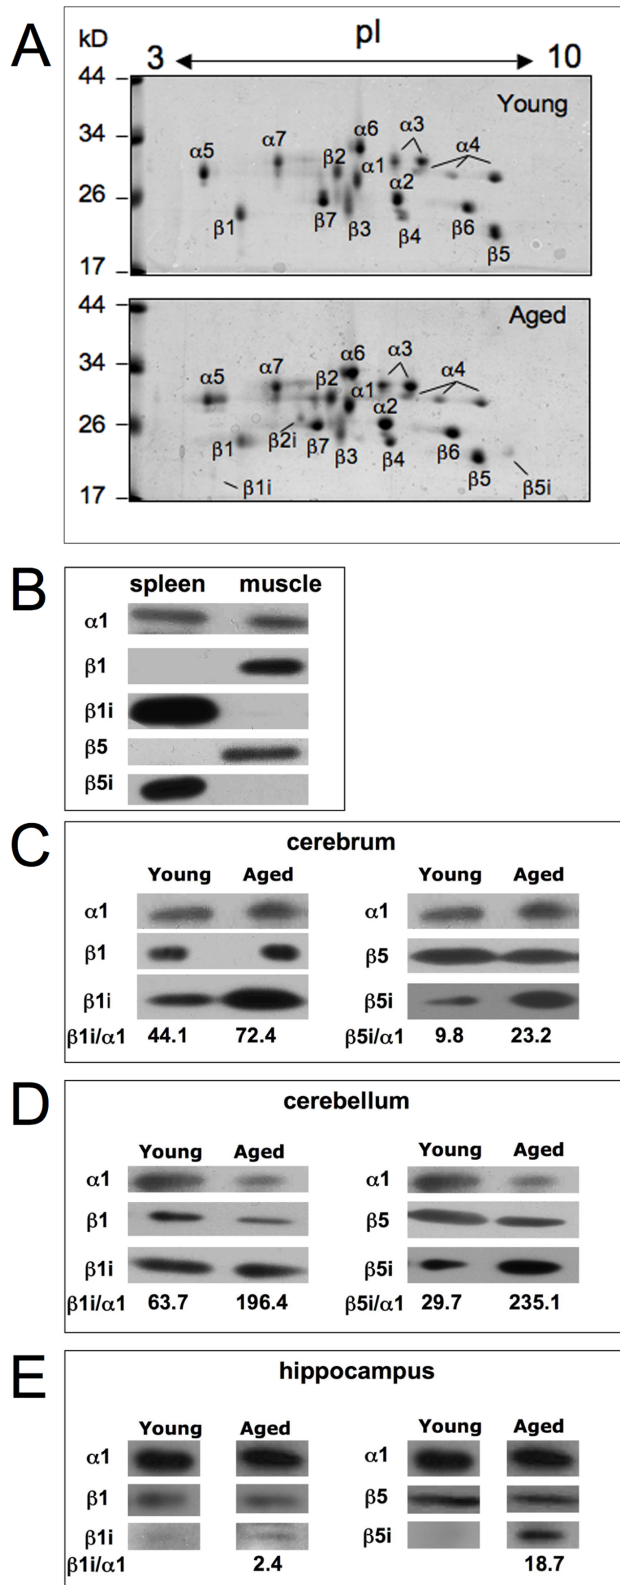 A
kD
pI
3
10
44
34
26
17
Young
α5
α7
α6
α3
β2
α1
α4
α2
β1
β7
β3
β4
β6
β5
44
34
26
17
Aged
α5
α7
α6
α3
β2
α1
α4
α2
β1
β2i
β7
β3
β4
β6
β5
β1i
β5i
B
spleen muscle
α1
β1
β1i
β5
β5i
C
cerebrum
Young Aged
α1
β1
β1i
β1i/α1 44.1 72.4
Young Aged
α1
β5
β5i
β5i/α1 9.8 23.2
D
cerebellum
Young Aged
α1
β1
β1i
β1i/α1 63.7 196.4
Young Aged
α1
β5
β5i
β5i/α1 29.7 235.1
E
hippocampus
Young Aged
α1
β1
β1i
β1i/α1 2.4
Young Aged
α1
β5
β5i
18.7